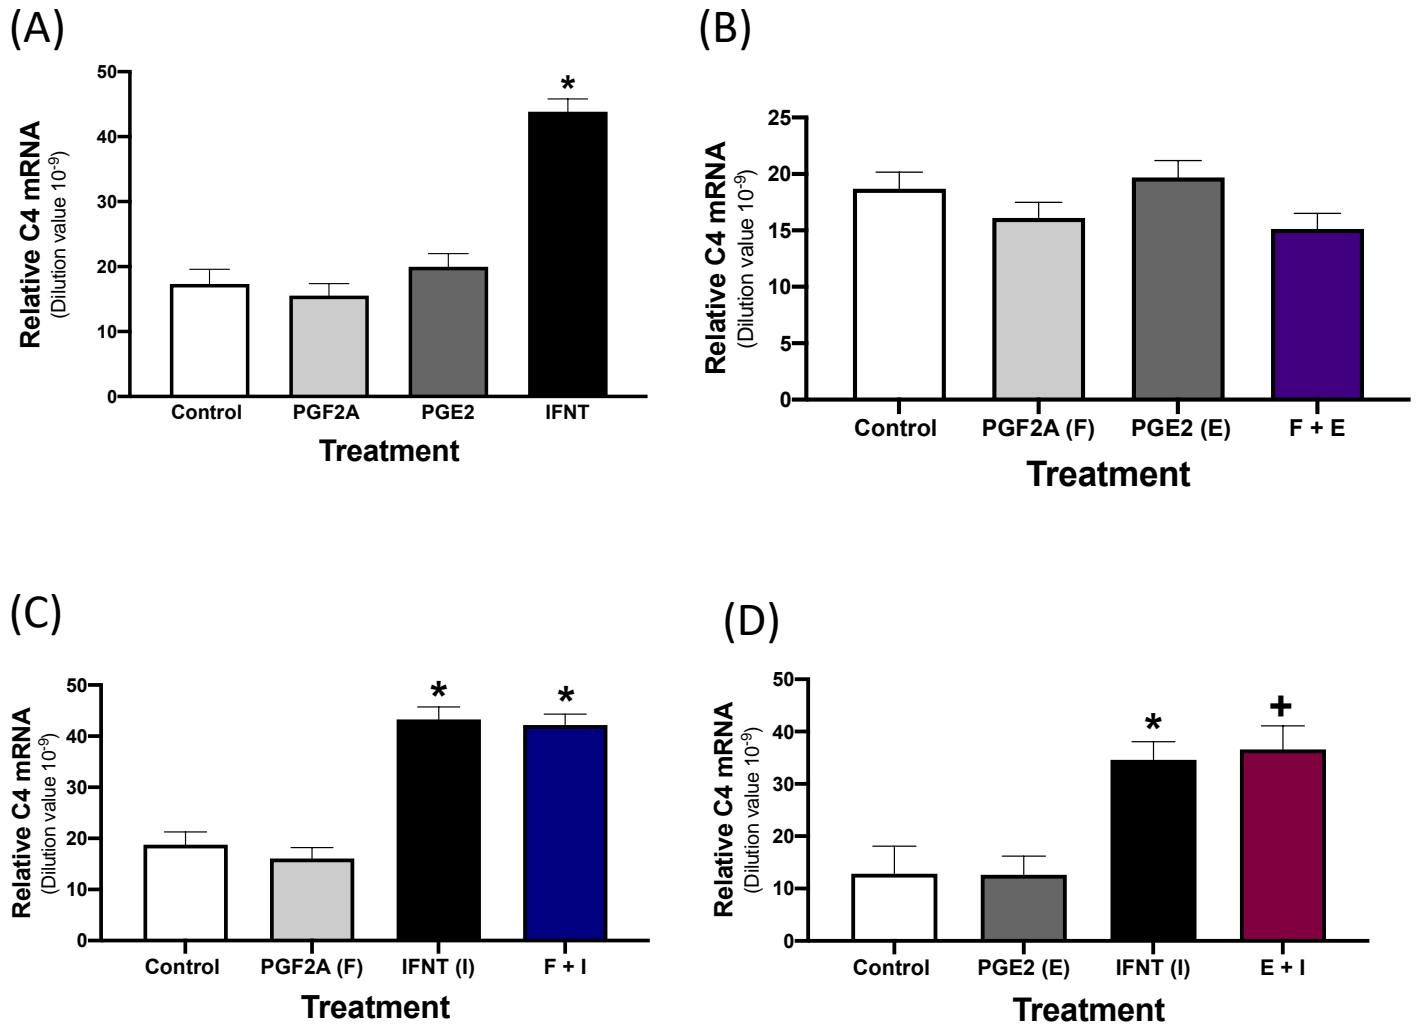 (A)
50
40
30
20
10
0
Relative C4 mRNA
(Dilution value 10-9)
*
Control PGF2A PGE2 IFNT
Treatment
(B)
25
20
15
10
5
0
Relative C4 mRNA
(Dilution value 10-9)
Control PGF2A (F) PGE2 (E) F + E
Treatment
(C)
50
40
30
20
10
0
Relative C4 mRNA
(Dilution value 10-9)
* *
Control PGF2A (F) IFNT (I) F + I
Treatment
(D)
50
40
30
20
10
0
Relative C4 mRNA
(Dilution value 10-9)
* +
Control PGE2 (E) IFNT (I) E + I
Treatment